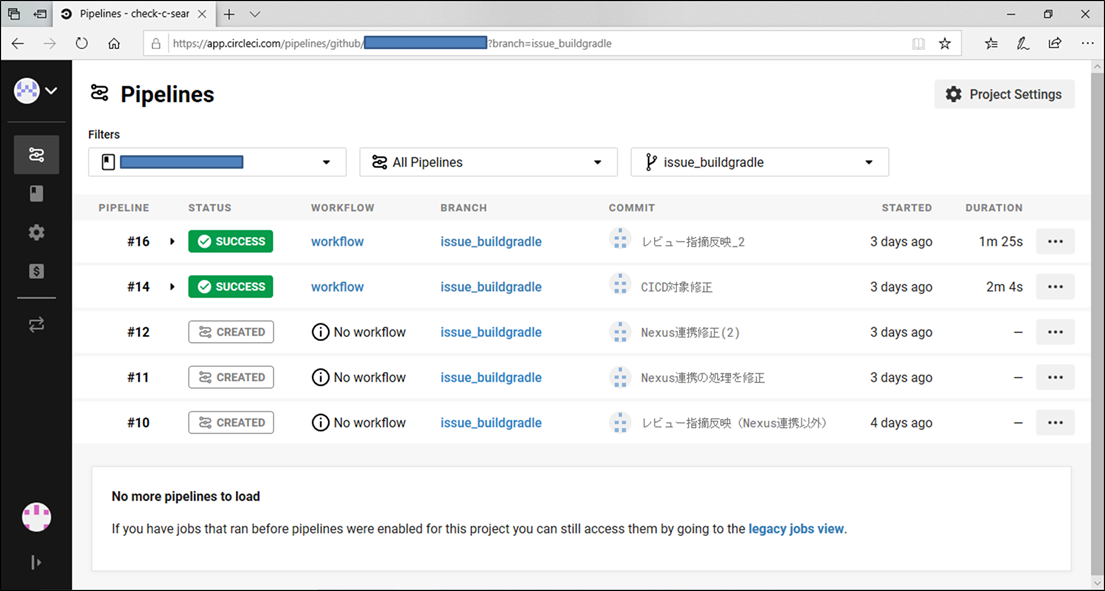 Pipelines - check-c-sear
https://app.circleci.com/pipelines/github/ ?branch=issue_buildgradle
Pipelines
Project Settings
Filters
All Pipelines
issue_buildgradle
PIPELINE STATUS WORKFLOW BRANCH COMMIT STARTED DURATION
#16 SUCCESS workflow issue_buildgradle レビュー指摘反映_2 3 days ago 1m 25s
#14 SUCCESS workflow issue_buildgradle CICD対象修正 3 days ago 2m 4s
#12 CREATED No workflow issue_buildgradle Nexus連携修正(2) 3 days ago –
#11 CREATED No workflow issue_buildgradle Nexus連携の処理を修正 3 days ago –
#10 CREATED No workflow issue_buildgradle レビュー指摘反映（Nexus連携以外） 4 days ago –
No more pipelines to load
If you have jobs that ran before pipelines were enabled for this project you can still access them by going to the legacy jobs view.